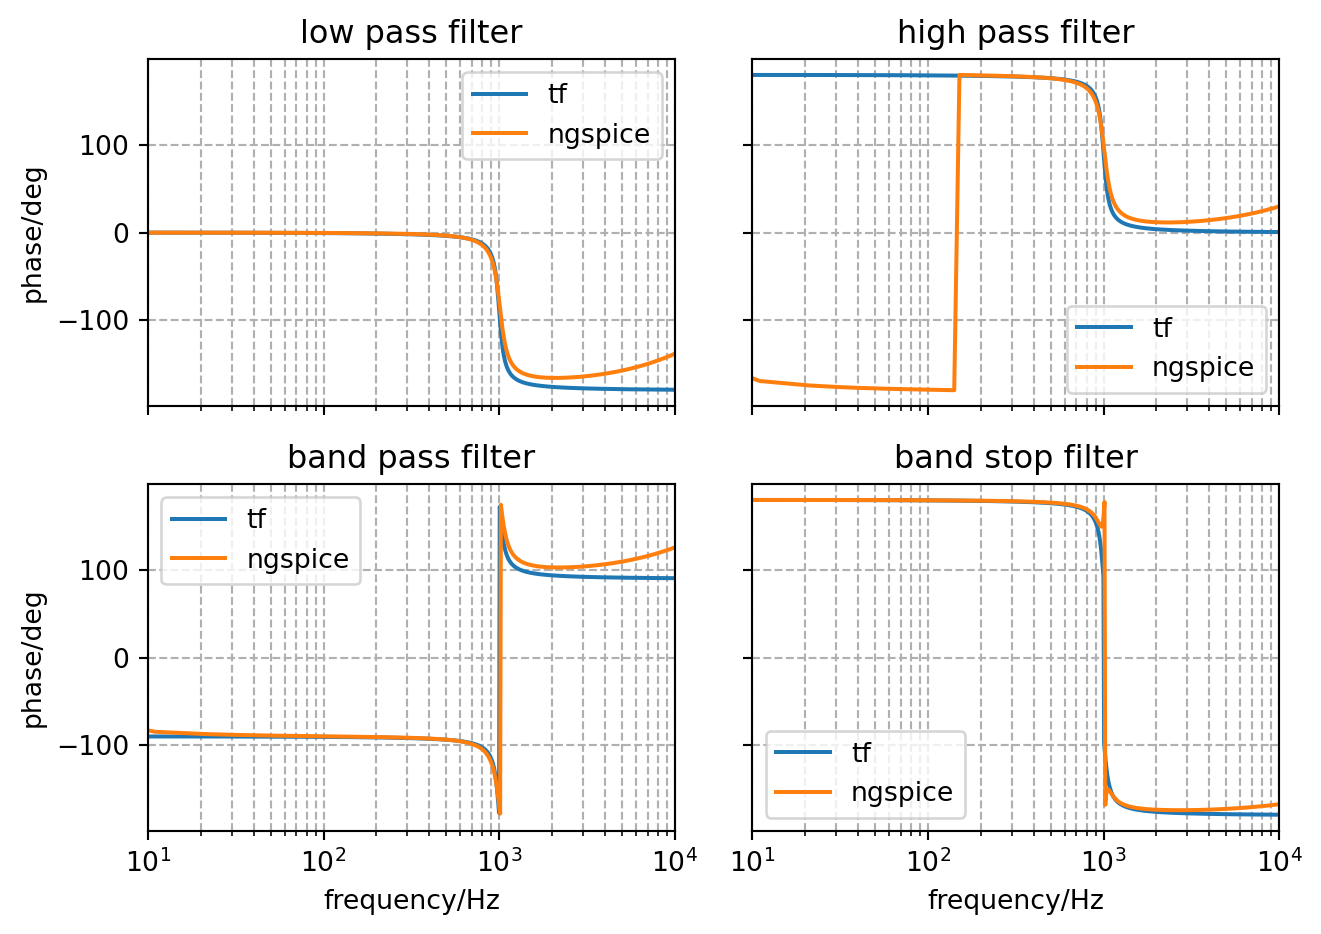 low pass filter
high pass filter
phase/deg
100
0
−100
tf
ngspice
tf
ngspice
band pass filter
band stop filter
phase/deg
100
0
−100
tf
ngspice
tf
ngspice
10¹ 10² 10³ 10⁴
frequency/Hz
10¹ 10² 10³ 10⁴
frequency/Hz